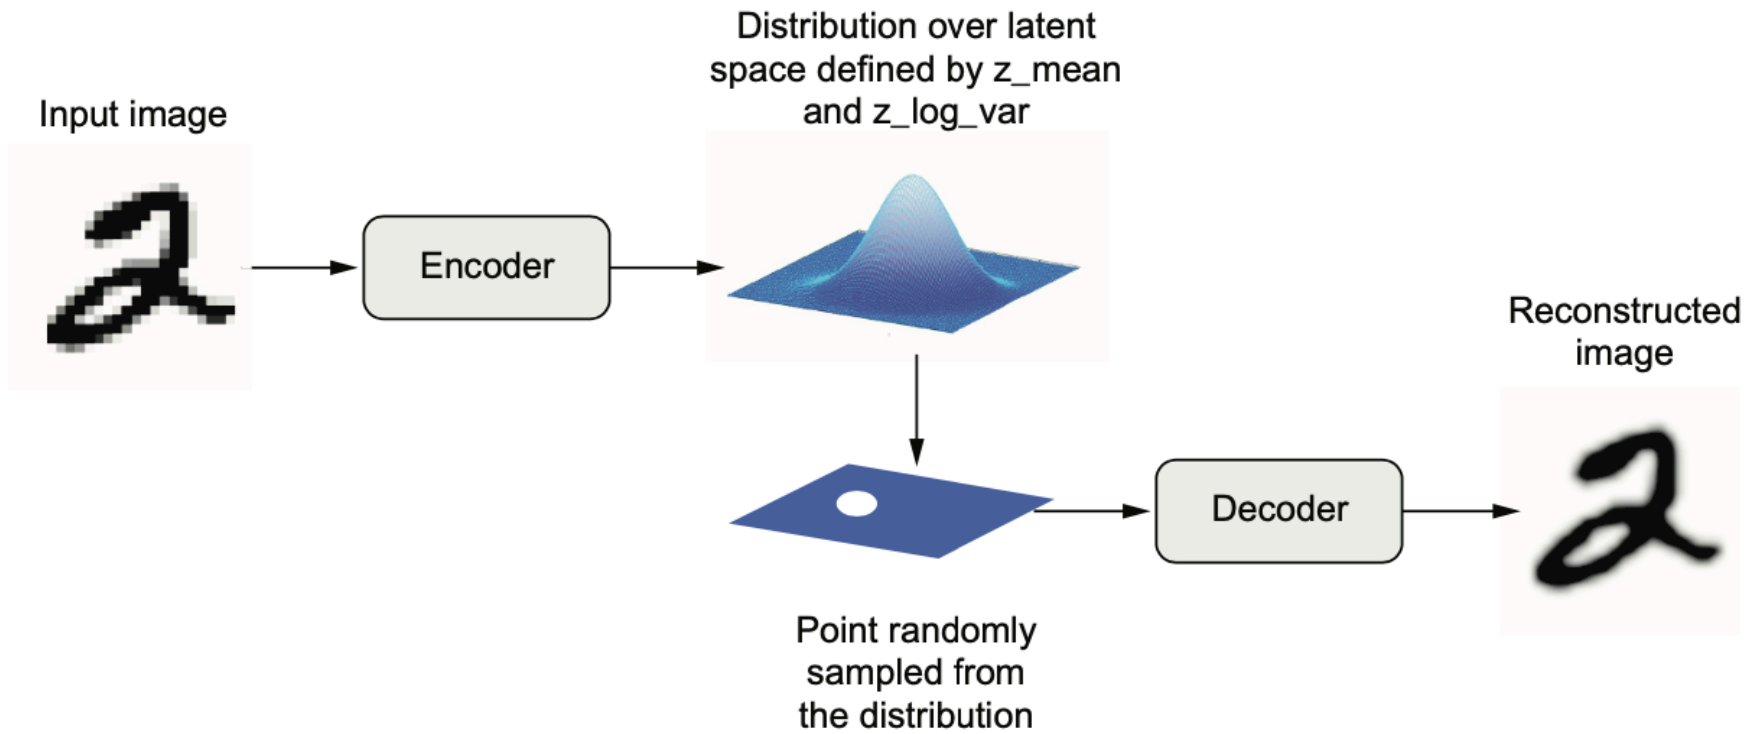 Input image
Encoder
Distribution over latent
space defined by z_mean
and z_log_var
Point randomly
sampled from
the distribution
Decoder
Reconstructed
image